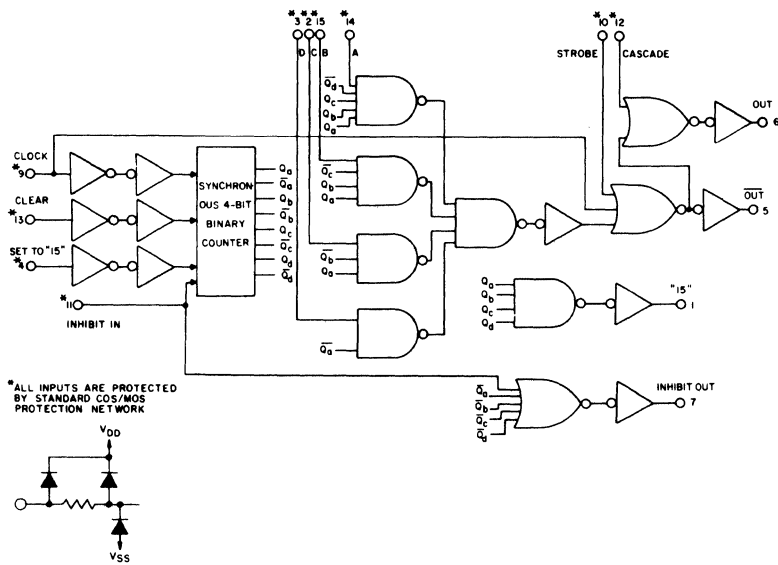 *3 *2 *15 *14 *10 *12
D C B A STROBE CASCADE
Q̅d
Qc
Qb
Qa
OUT
6
CLOCK
*9
Q̅c
Qb
Qa
CLEAR
*13
SET TO "15"
*4
SYNCHRON
OUS 4-BIT
BINARY
COUNTER
Qa
Q̅a
Qb
Q̅b
Qc
Q̅c
Qd
Q̅d
O̅U̅T̅
5
Q̅b
Qa
*11
INHIBIT IN
Q̅a
Qa
Qb
Qc
Qd
"15"
1
*ALL INPUTS ARE PROTECTED
BY STANDARD COS/MOS
PROTECTION NETWORK
Q̅a
Q̅b
Q̅c
Q̅d
INHIBIT OUT
7
VDD
VSS